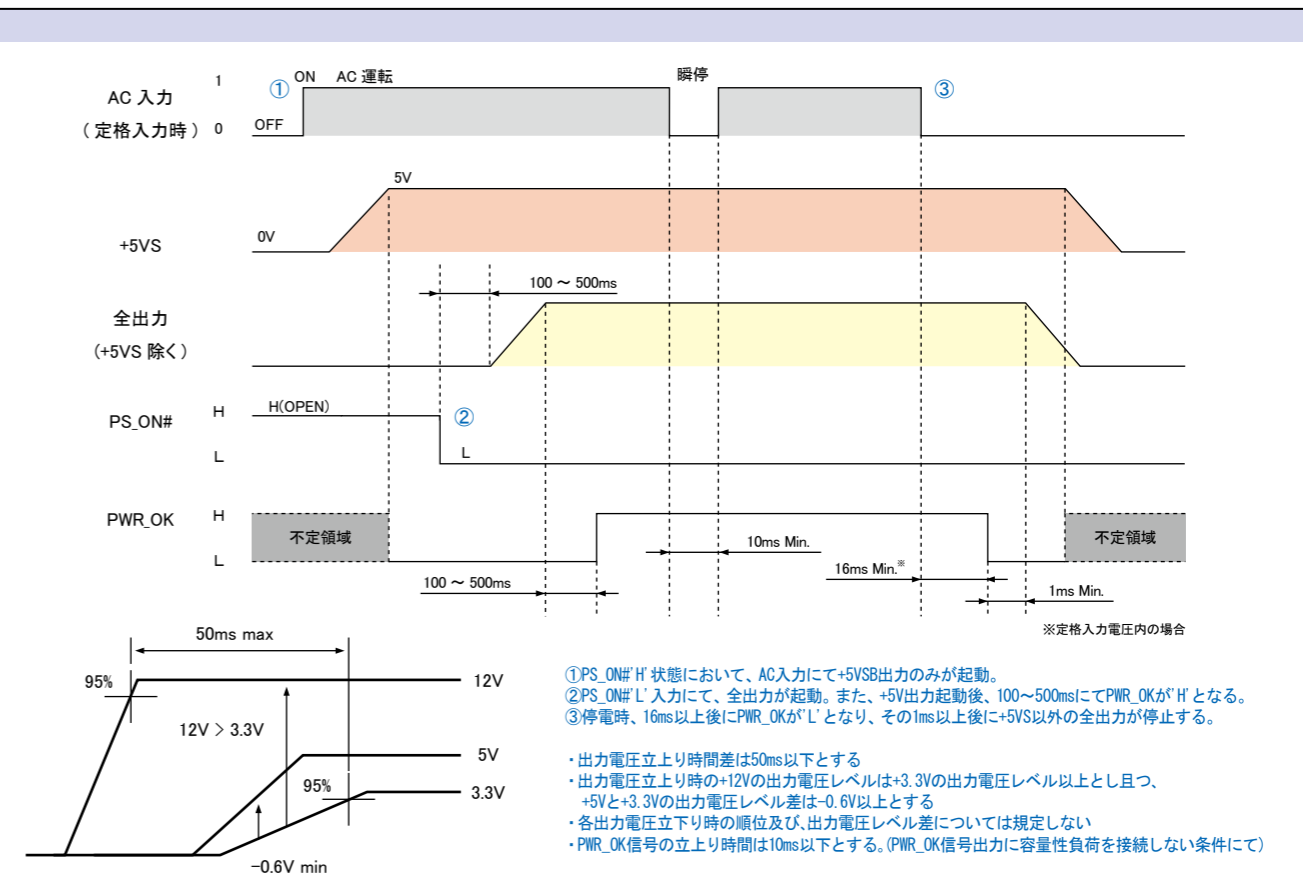 1
① ON AC 運転
瞬停
③
AC 入力
( 定格入力時 ) 0
OFF
5V
+5VS
0V
100 ～ 500ms
全出力
(+5VS 除く)
PS_ON#
H
H(OPEN)
②
L
L
PWR_OK
H
不定領域
不定領域
L
10ms Min.
16ms Min.※
100 ～ 500ms
1ms Min.
※定格入力電圧内の場合
50ms max
95%
12V
12V > 3.3V
5V
95%
3.3V
-0.6V min
①PS_ON#'H'状態において、AC入力にて+5VSB出力のみが起動。
②PS_ON#'L'入力にて、全出力が起動。また、+5V出力起動後、100～500msにてPWR_OKが'H'となる。
③停電時、16ms以上後にPWR_OKが'L'となり、その1ms以上後に+5VS以外の全出力が停止する。
・出力電圧立上り時間差は50ms以下とする
・出力電圧立上り時の+12Vの出力電圧レベルは+3.3Vの出力電圧レベル以上とし且つ、
+5Vと+3.3Vの出力電圧レベル差は-0.6V以上とする
・各出力電圧立下り時の順位及び、出力電圧レベル差については規定しない
・PWR_OK信号の立上り時間は10ms以下とする。(PWR_OK信号出力に容量性負荷を接続しない条件にて)